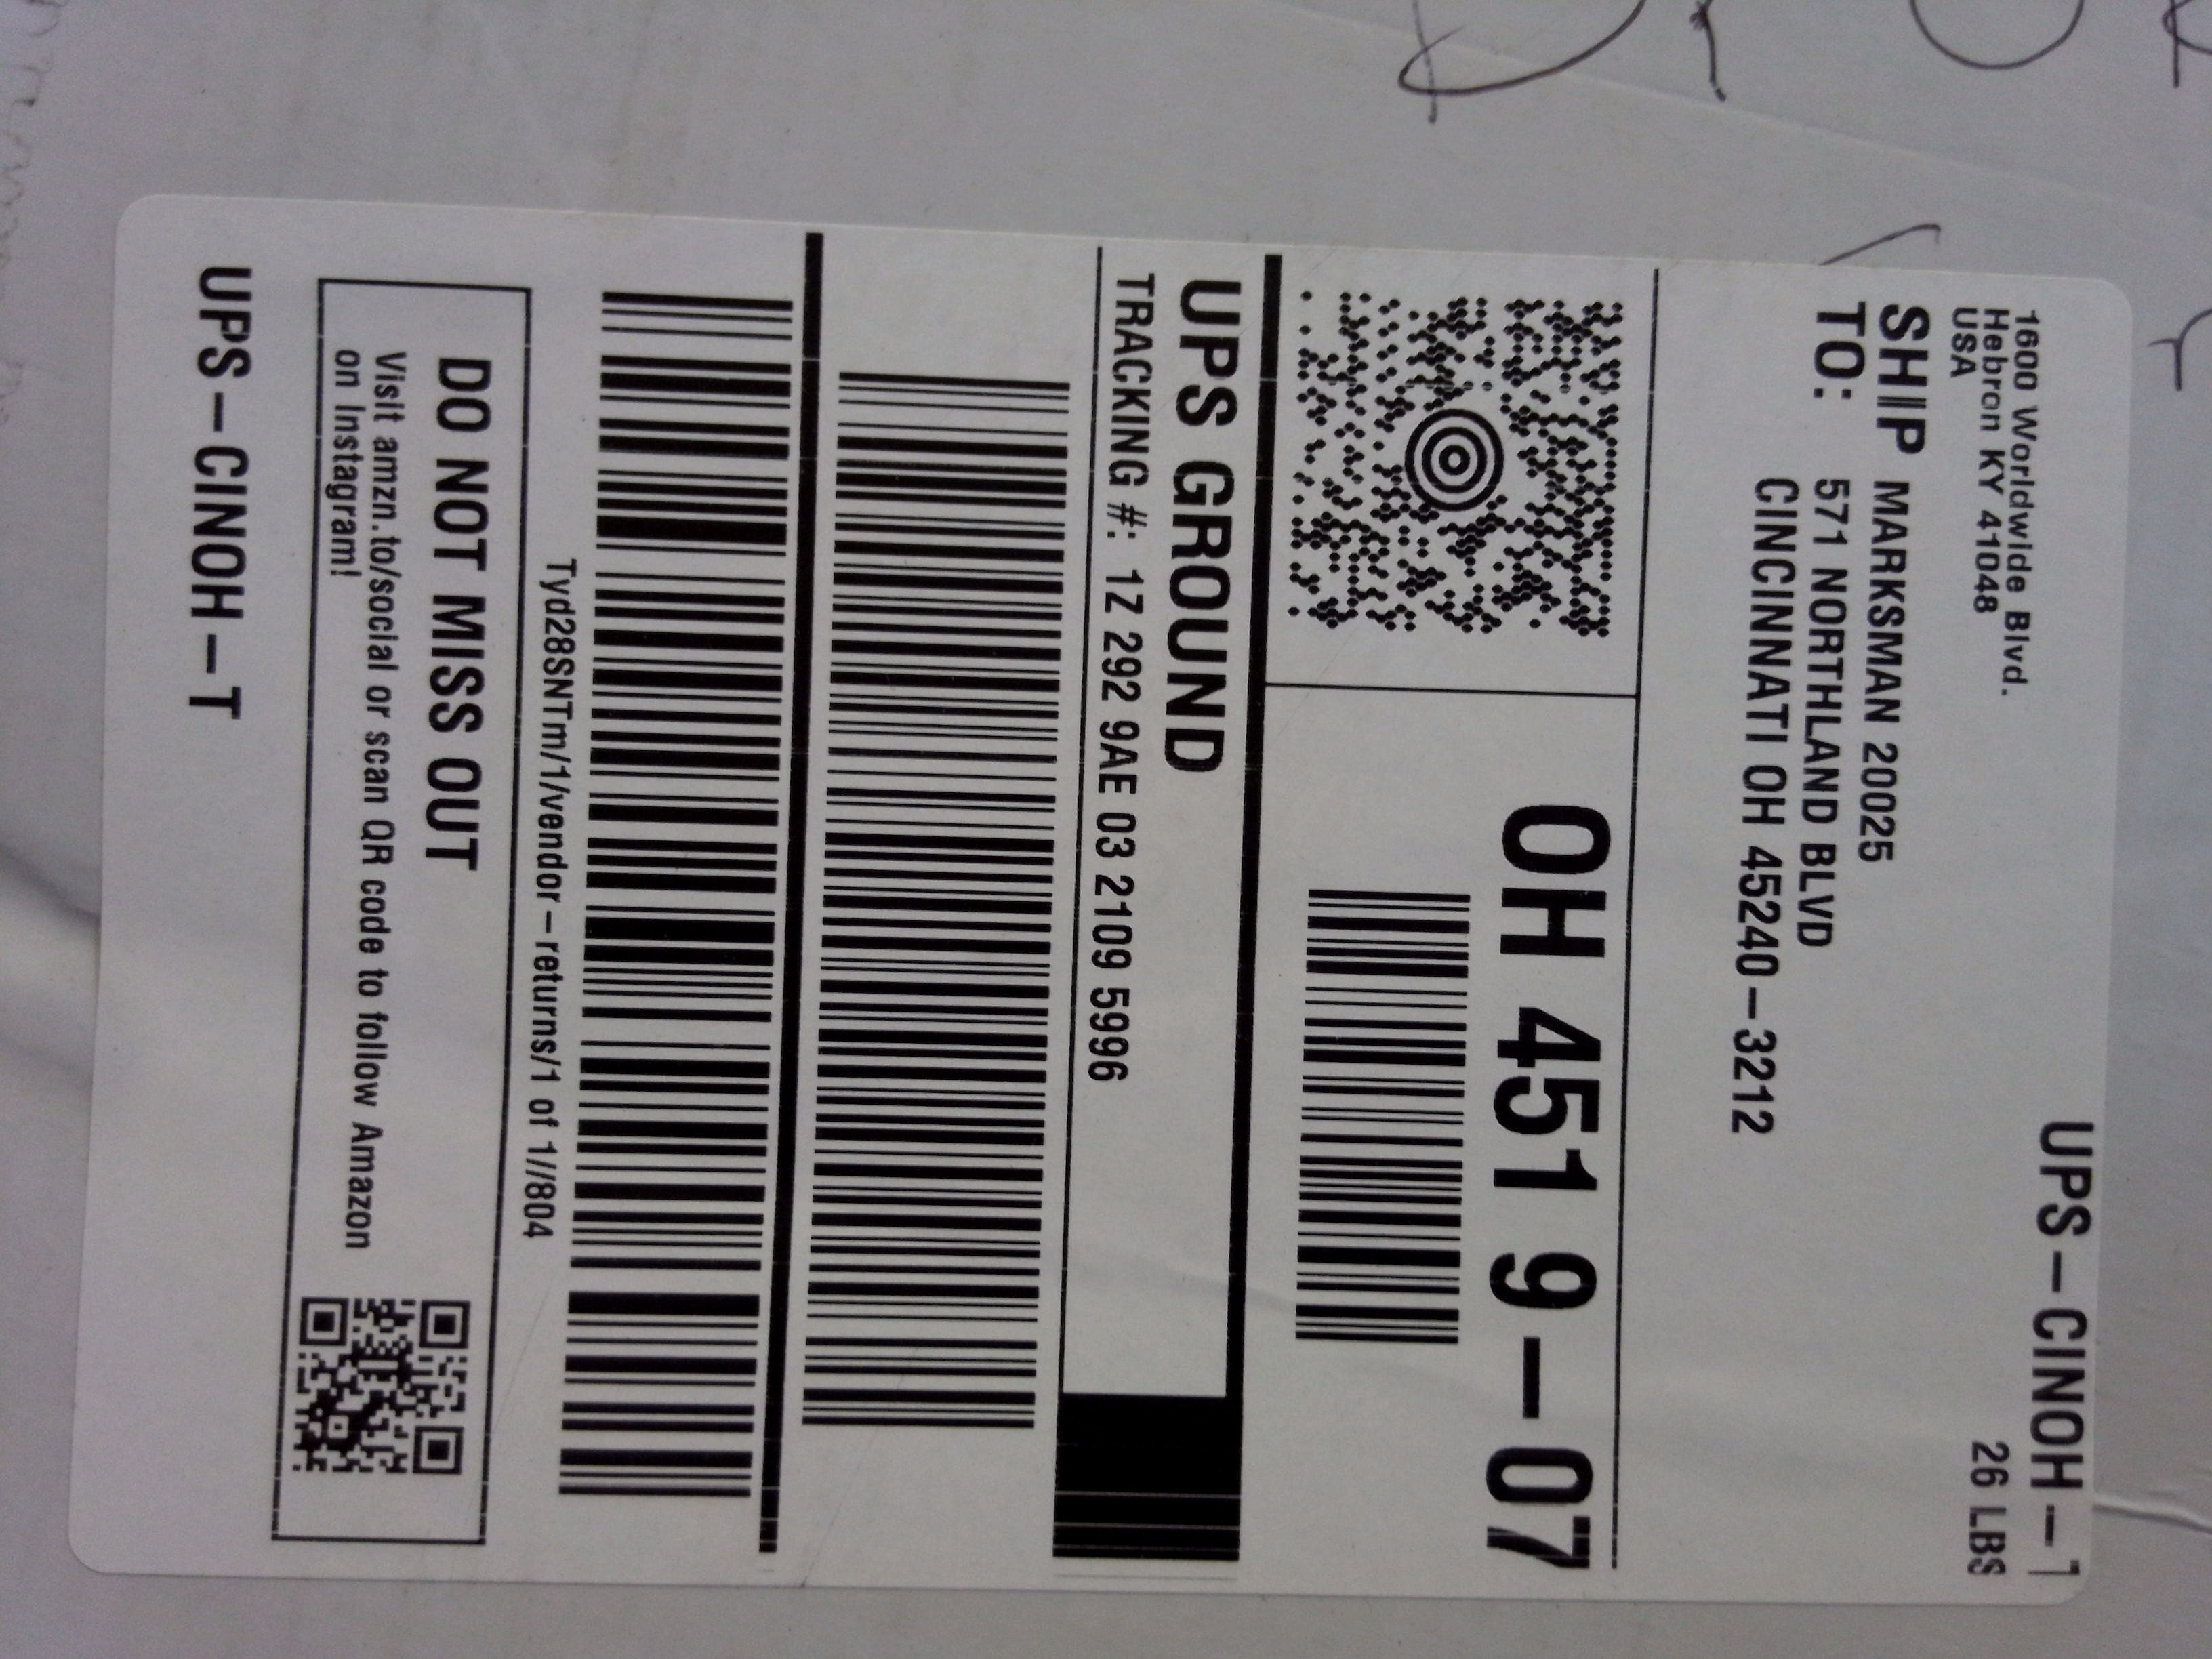 UPS-CINOH-1
26 LBS
1600 Worldwide Blvd.
Hebron KY 41048
USA
SHIP
TO:
MARKSMAN 20025
571 NORTHLAND BLVD
CINCINNATI OH 45240-3212
OH 451 9-07
UPS GROUND
TRACKING #: 1Z 292 9AE 03 2109 5996
Tyd28SNTm/1/vendor-returns/1 of 1//804
DO NOT MISS OUT
Visit amzn.to/social or scan QR code to follow Amazon
on Instagram!
UPS-CINOH-T